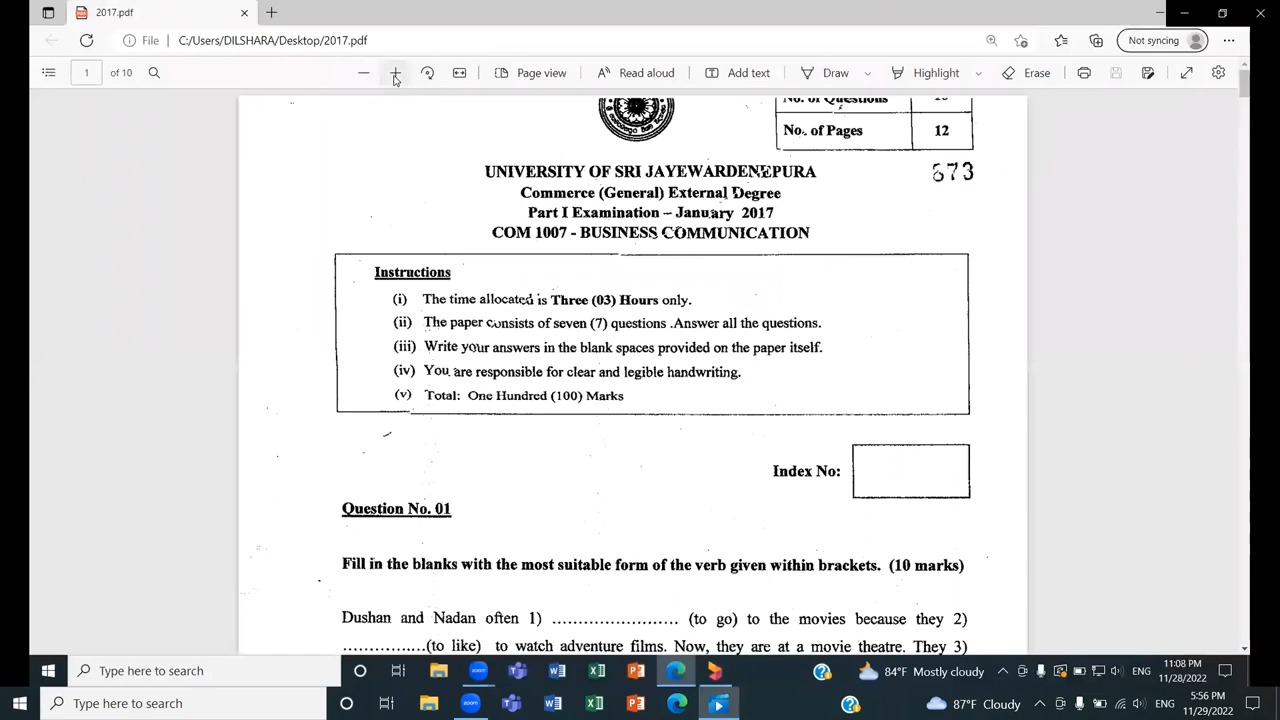 2017.pdf
File
C:/Users/DILSHARA/Desktop/2017.pdf
Not syncing
1 of 10
Page view
Read aloud
Add text
Draw
Highlight
Erase
No. of Questions
No. of Pages 12
UNIVERSITY OF SRI JAYEWARDENEPURA
673
Commerce (General) External Degree
Part I Examination – January 2017
COM 1007 - BUSINESS COMMUNICATION
Instructions
(i) The time allocated is Three (03) Hours only.
(ii) The paper consists of seven (7) questions .Answer all the questions.
(iii) Write your answers in the blank spaces provided on the paper itself.
(iv) You are responsible for clear and legible handwriting.
(v) Total: One Hundred (100) Marks
Index No:
Question No. 01
Fill in the blanks with the most suitable form of the verb given within brackets. (10 marks)
Dushan and Nadan often 1) ........................ (to go) to the movies because they 2)
................(to like) to watch adventure films. Now, they are at a movie theatre. They 3)
Type here to search
zoom
84°F Mostly cloudy
ENG
11:08 PM
11/28/2022
Type here to search
zoom
87°F Cloudy
ENG
5:56 PM
11/29/2022